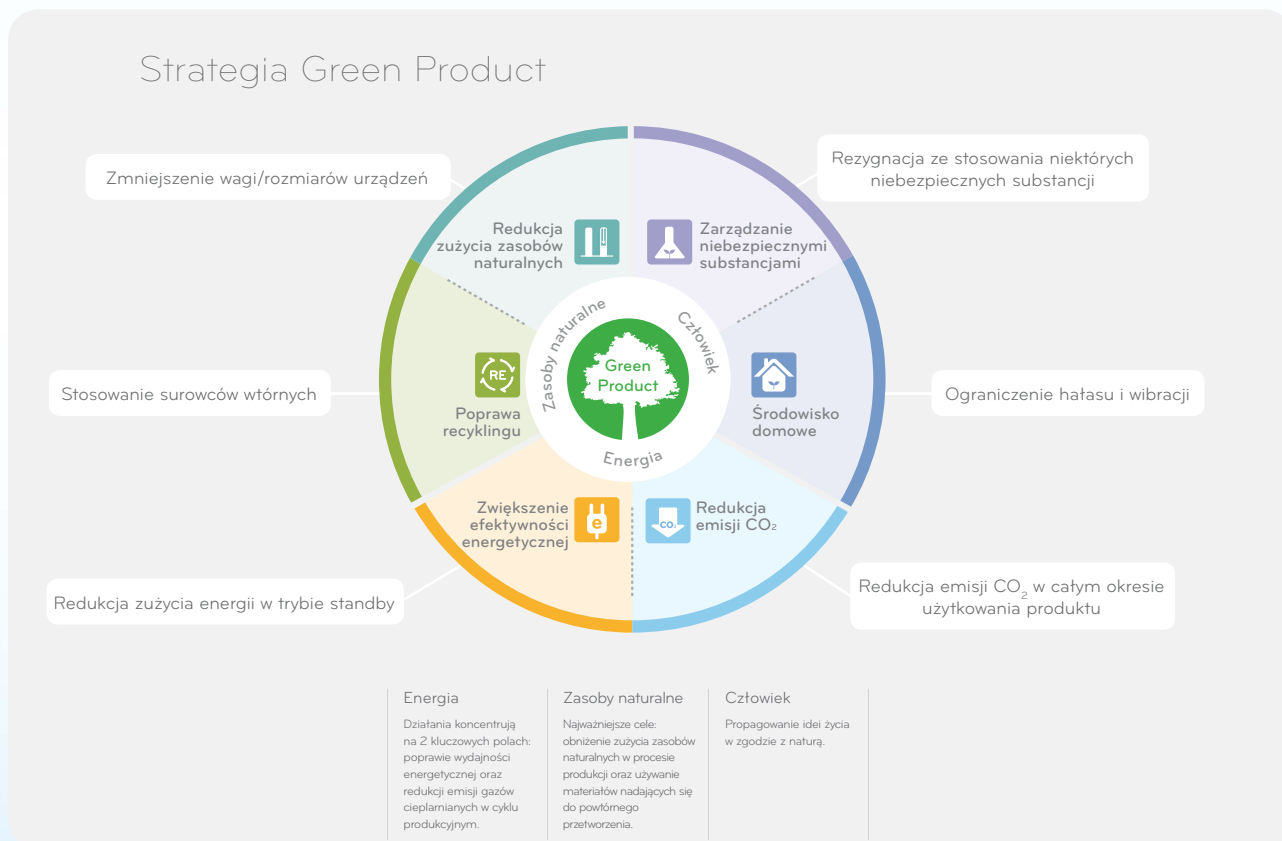 Strategia Green Product
Zmniejszenie wagi/rozmiarów urządzeń
Rezygnacja ze stosowania niektórych
niebezpiecznych substancji
Redukcja
zużycia zasobów
naturalnych
Zarządzanie
niebezpiecznymi
substancjami
Zasoby naturalne
Człowiek
Energia
Green
Product
Stosowanie surowców wtórnych
RE
Poprawa
recyklingu
Środowisko
domowe
Ograniczenie hałasu i wibracji
Zwiększenie
efektywności
energetycznej
e
CO₂
Redukcja
emisji CO₂
Redukcja zużycia energii w trybie standby
Redukcja emisji CO₂ w całym okresie
użytkowania produktu
Energia
Działania koncentrują
na 2 kluczowych polach:
poprawie wydajności
energetycznej oraz
redukcji emisji gazów
cieplarnianych w cyklu
produkcyjnym.
Zasoby naturalne
Najważniejsze cele:
obniżenie zużycia zasobów
naturalnych w procesie
produkcji oraz używanie
materiałów nadających się
do powtórnego
przetworzenia.
Człowiek
Propagowanie idei życia
w zgodzie z naturą.